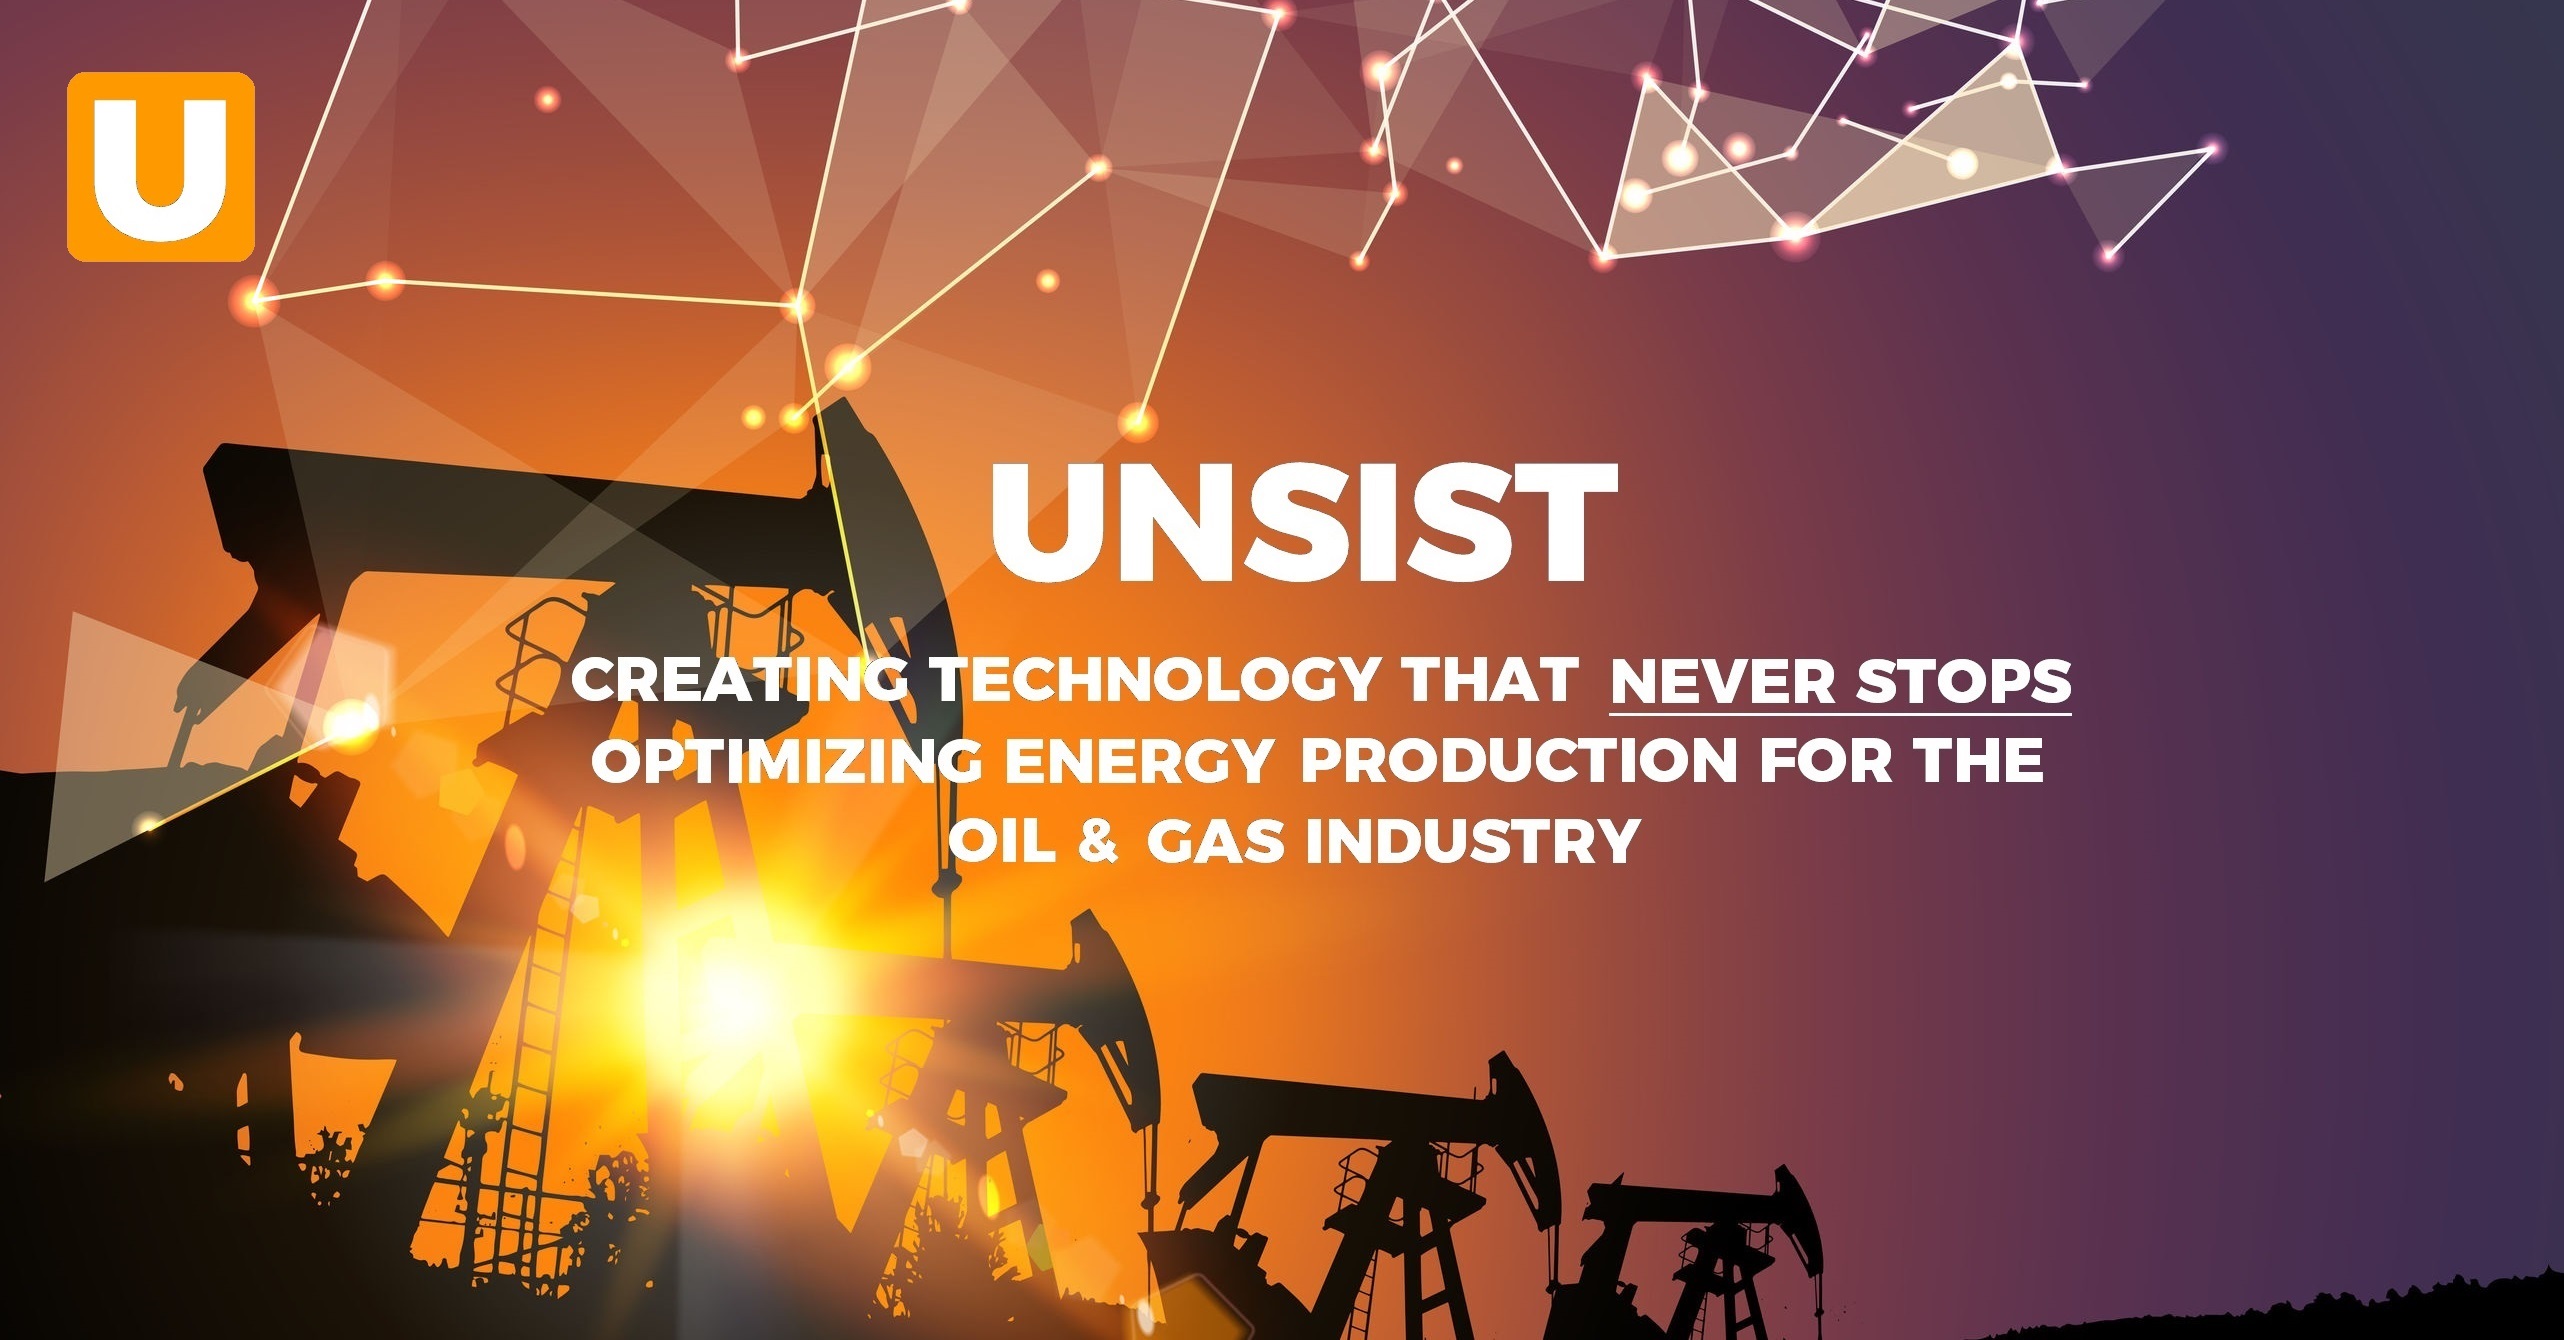 U
UNSIST
CREATING TECHNOLOGY THAT NEVER STOPS
OPTIMIZING ENERGY PRODUCTION FOR THE
OIL & GAS INDUSTRY